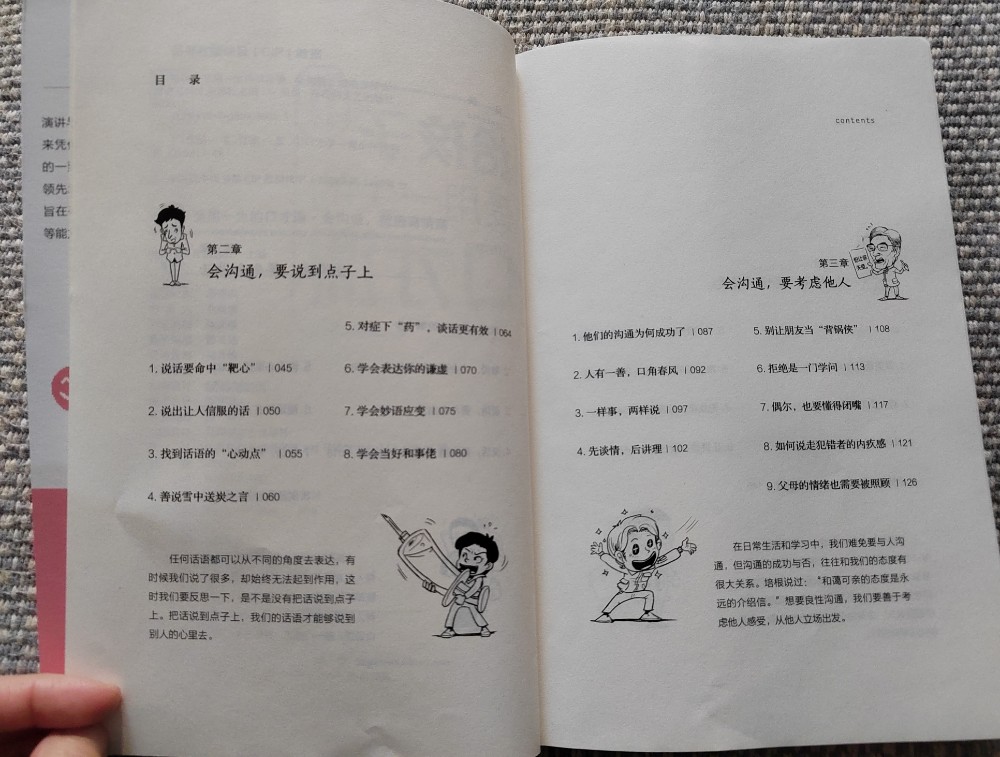 演讲与
来凭借
的一
领先
旨在
等能
目 录
第二章
会沟通，要说到点子上
1. 说话要命中“靶心” | 045
2. 说出让人信服的话 | 050
3. 找到话语的“心动点” | 055
4. 善说雪中送炭之言 | 060
5. 对症下“药”，谈话更有效 | 064
6. 学会表达你的谦虚 | 070
7. 学会妙语应变 | 075
8. 学会当好和事佬 | 080
任何话语都可以从不同的角度去表达，有
时候我们说了很多，却始终无法起到作用，这
时我们要反思一下，是不是没有把话说到点子
上。把话说到点子上，我们的话语才能够说到
别人的心里去。
contents
第三章
会沟通，要考虑他人
1. 他们的沟通为何成功了 | 087
2. 人有一善，口角春风 | 092
3. 一样事，两样说 | 097
4. 先谈情，后讲理 | 102
5. 别让朋友当“背锅侠” | 108
6. 拒绝是一门学问 | 113
7. 偶尔，也要懂得闭嘴 | 117
8. 如何说走犯错者的内疚感 | 121
9. 父母的情绪也需要被照顾 | 126
在日常生活和学习中，我们难免要与人沟
通，但沟通的成功与否，往往和我们的态度有
很大关系。培根说过：“和蔼可亲的态度是永
远的介绍信。”想要良性沟通，我们要善于考
虑他人感受，从他人立场出发。